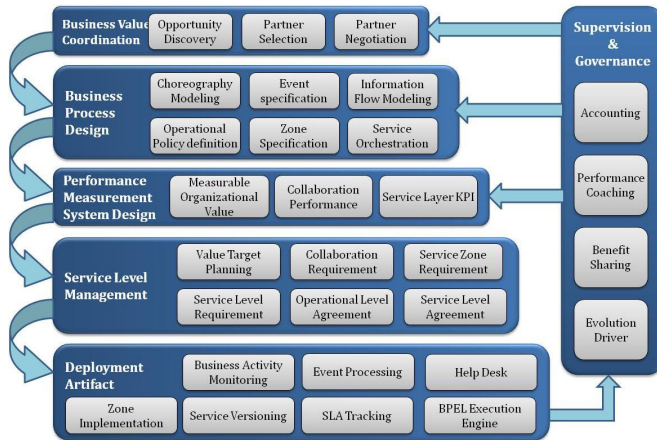 Business Value
Coordination
Opportunity
Discovery
Partner
Selection
Partner
Negotiation
Business
Process
Design
Choreography
Modeling
Event
specification
Information
Flow Modeling
Operational
Policy definition
Zone
Specification
Service
Orchestration
Performance
Measurement
System Design
Measurable
Organizational
Value
Collaboration
Performance
Service Layer KPI
Service Level
Management
Value Target
Planning
Collaboration
Requirement
Service Zone
Requirement
Service Level
Requirement
Operational Level
Agreement
Service Level
Agreement
Deployment
Artifact
Business Activity
Monitoring
Event Processing
Help Desk
Zone
Implementation
Service Versioning
SLA Tracking
BPEL Execution
Engine
Supervision
&
Governance
Accounting
Performance
Coaching
Benefit
Sharing
Evolution
Driver